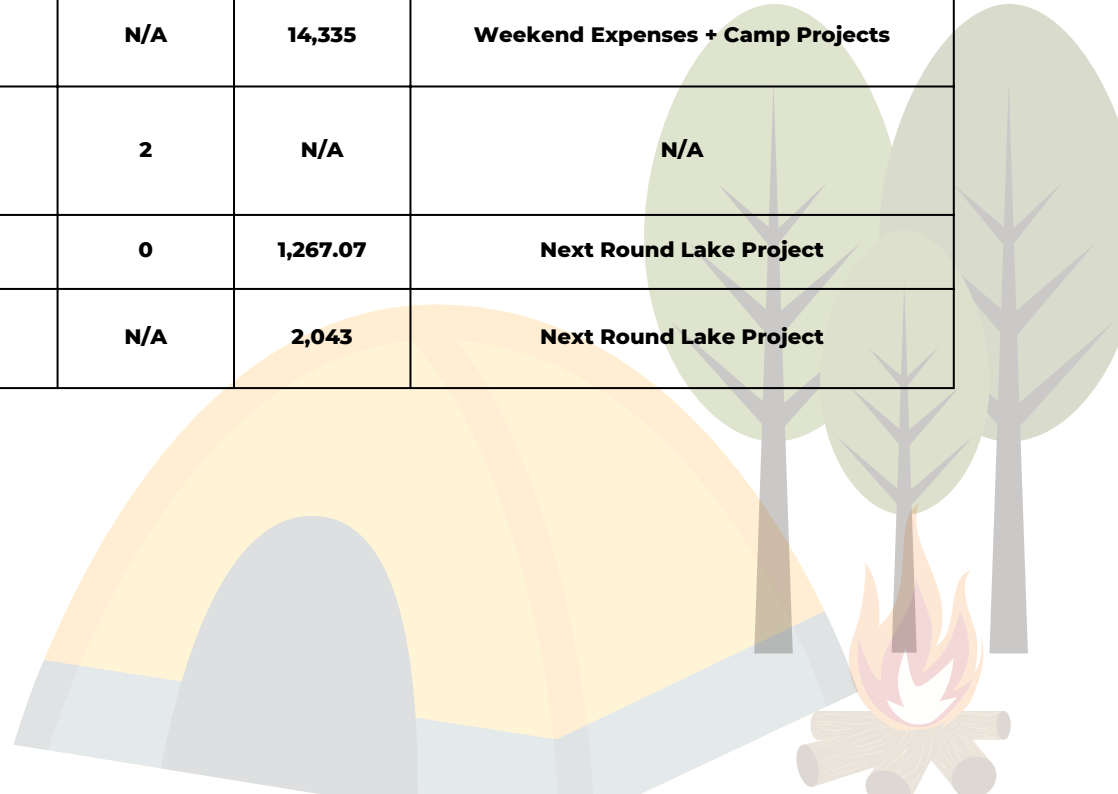 N/A 14,335 Weekend Expenses + Camp Projects
2 N/A N/A
0 1,267.07 Next Round Lake Project
N/A 2,043 Next Round Lake Project